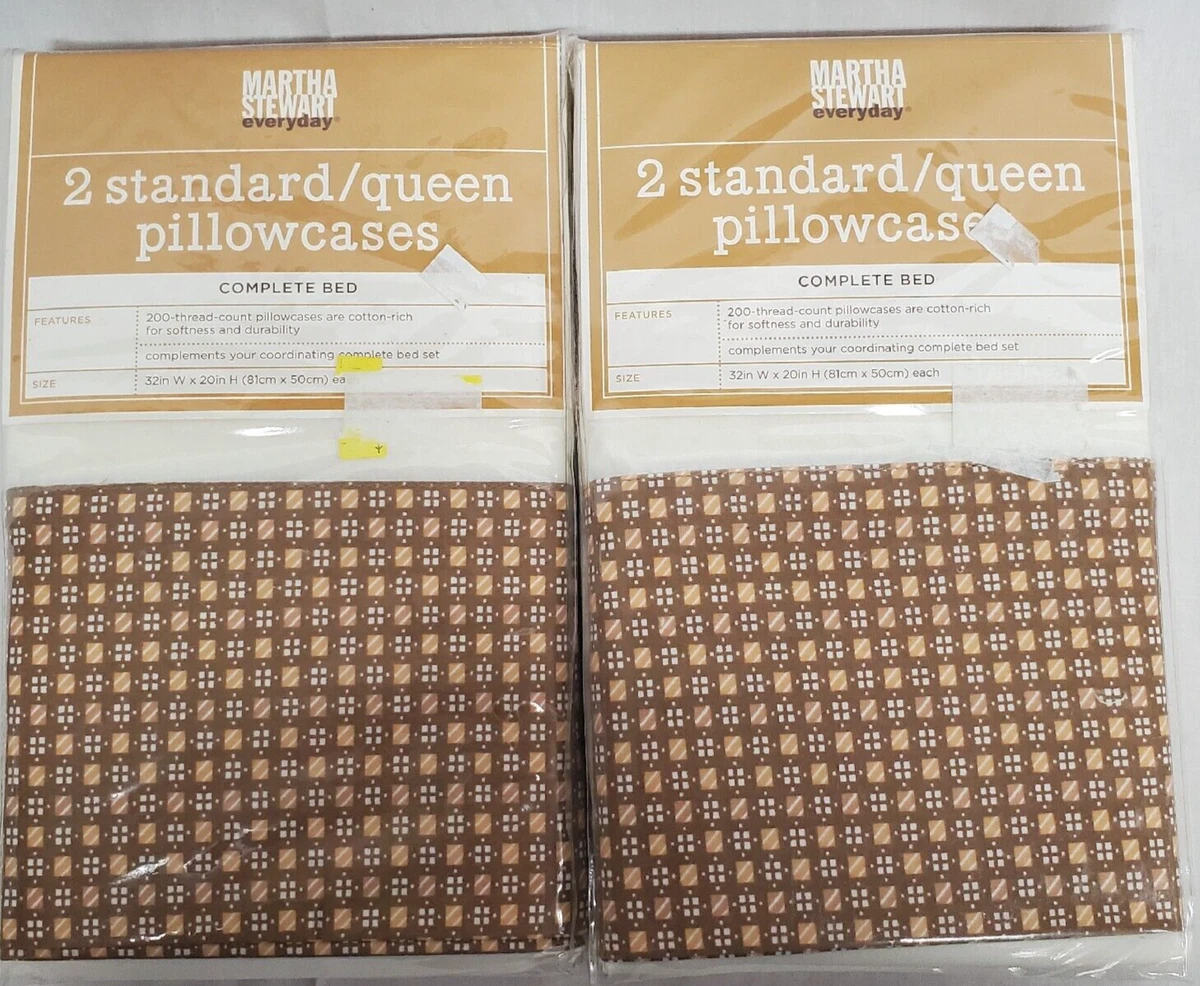 MARTHA
STEWART
everyday
2 standard/queen
pillowcases
COMPLETE BED
FEATURES
200-thread-count pillowcases are cotton-rich
for softness and durability
complements your coordinating complete bed set
SIZE
32in W x 20in H (81cm x 50cm) ea
MARTHA
STEWART
everyday
2 standard/queen
pillowcase
COMPLETE BED
FEATURES
200-thread-count pillowcases are cotton-rich
for softness and durability
complements your coordinating complete bed set
SIZE
32in W x 20in H (81cm x 50cm) each